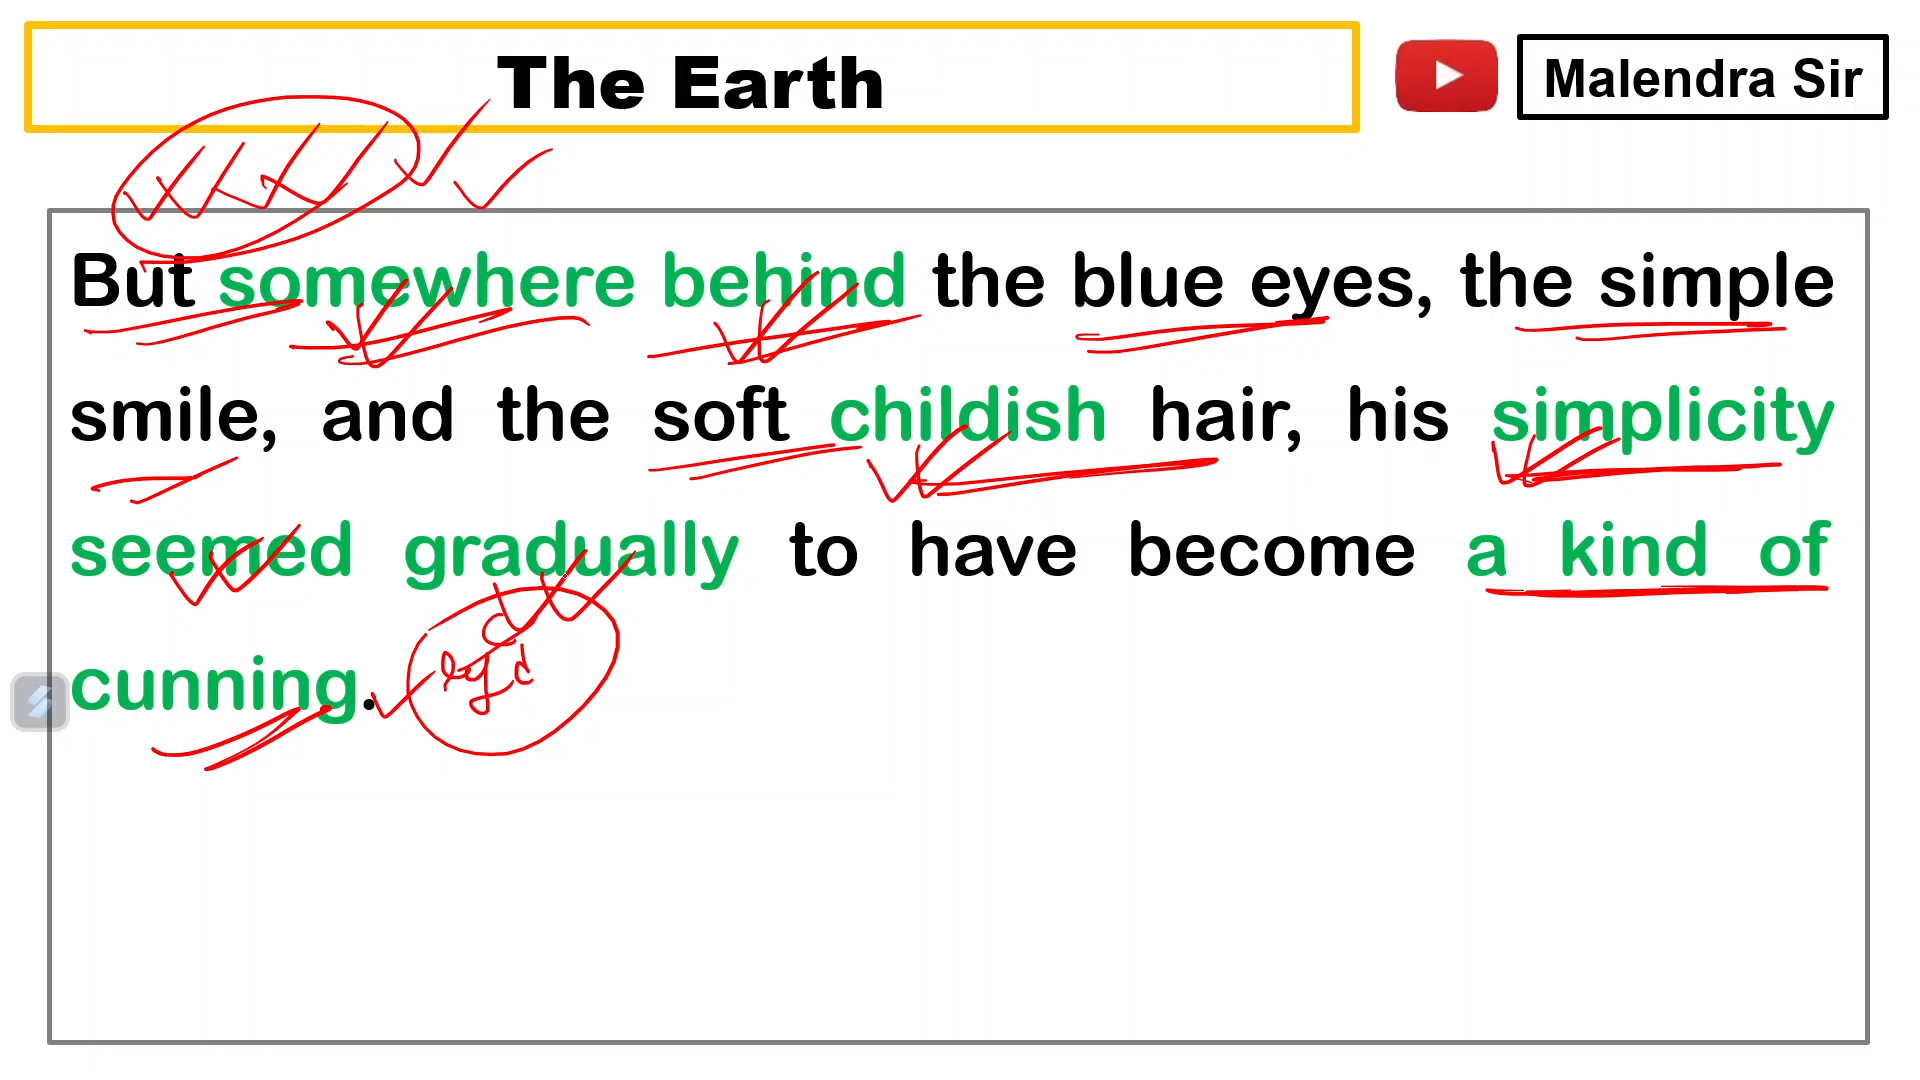 The Earth
Malendra Sir
But somewhere behind the blue eyes, the simple
smile, and the soft childish hair, his simplicity
seemed gradually to have become a kind of
cunning.